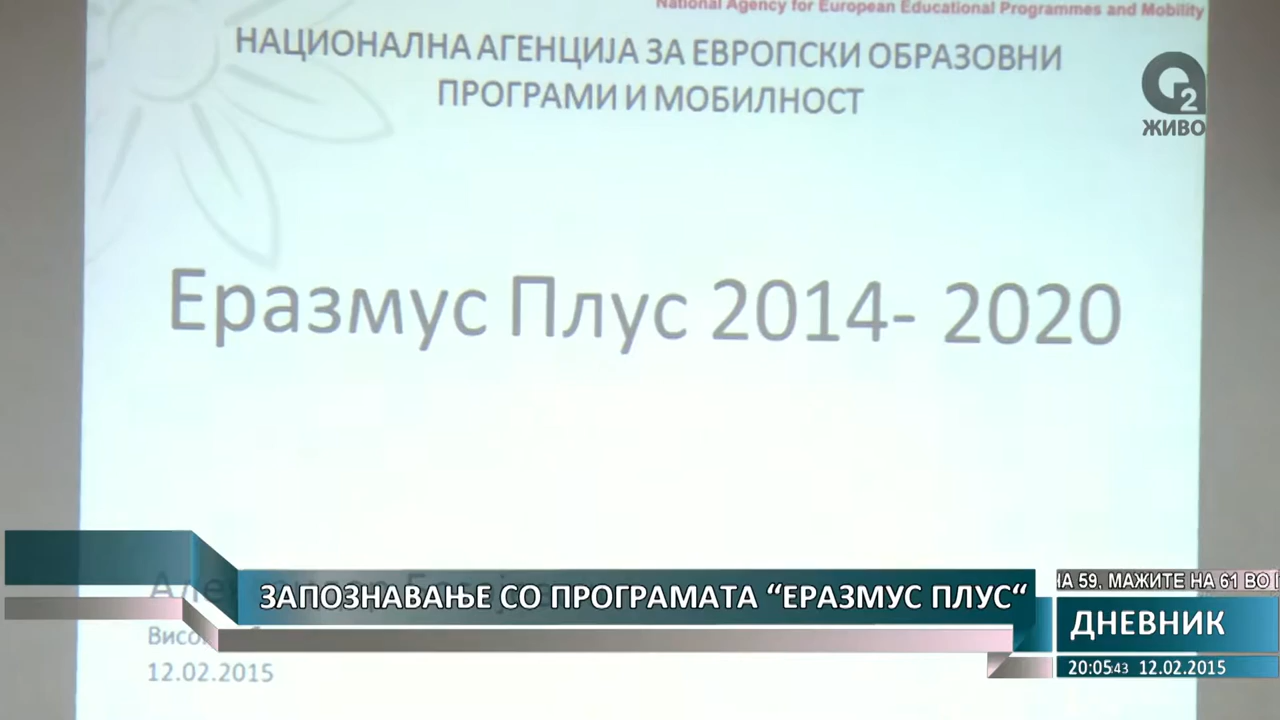 National Agency for European Educational Programmes and Mobility
НАЦИОНАЛНА АГЕНЦИЈА ЗА ЕВРОПСКИ ОБРАЗОВНИ
ПРОГРАМИ И МОБИЛНОСТ
2
ЖИВО
Еразмус Плус 2014- 2020
ЗАПОЗНАВАЊЕ СО ПРОГРАМАТА “ЕРАЗМУС ПЛУС“
НА 59. МАЖИТЕ НА 61 ВО
ДНЕВНИК
20:05:43 12.02.2015
12.02.2015